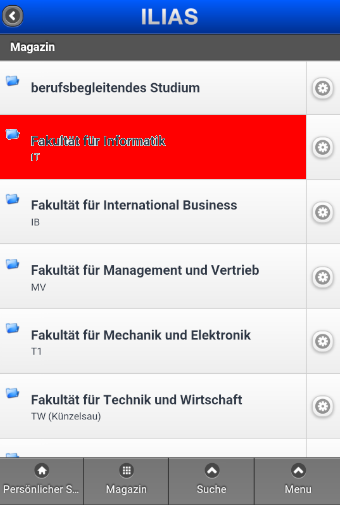 ILIAS
Magazin
berufsbegleitendes Studium
Fakultät für Informatik
IT
Fakultät für International Business
IB
Fakultät für Management und Vertrieb
MV
Fakultät für Mechanik und Elektronik
T1
Fakultät für Technik und Wirtschaft
TW (Künzelsau)
Persönlicher S...
Magazin
Suche
Menu